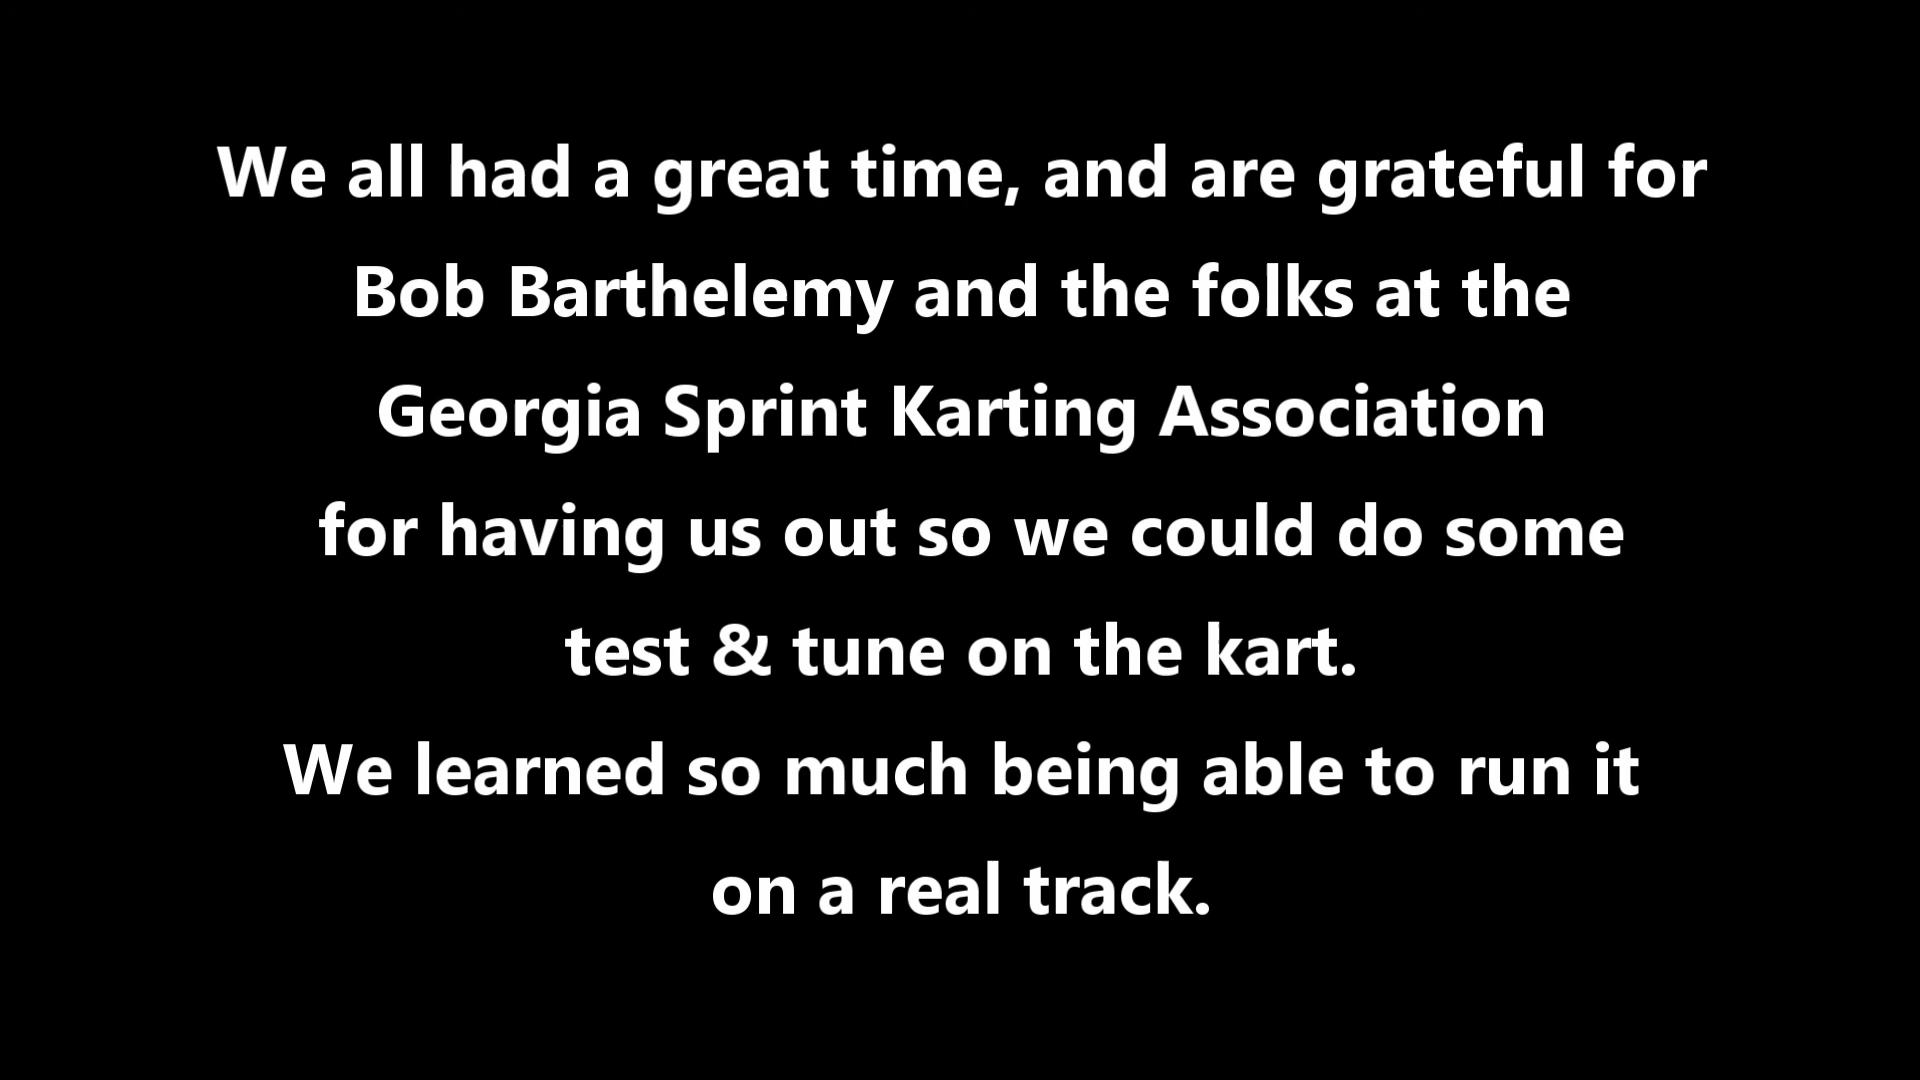 We all had a great time, and are grateful for
Bob Barthelemy and the folks at the
Georgia Sprint Karting Association
for having us out so we could do some
test & tune on the kart.
We learned so much being able to run it
on a real track.